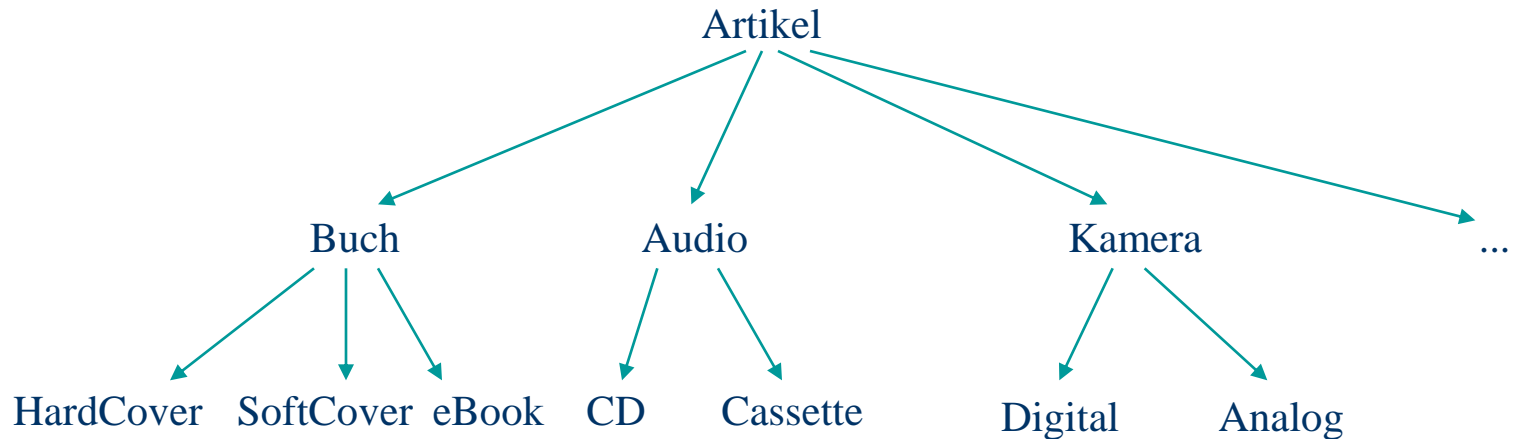 Artikel
Buch Audio Kamera ...
HardCover SoftCover eBook CD Cassette Digital Analog